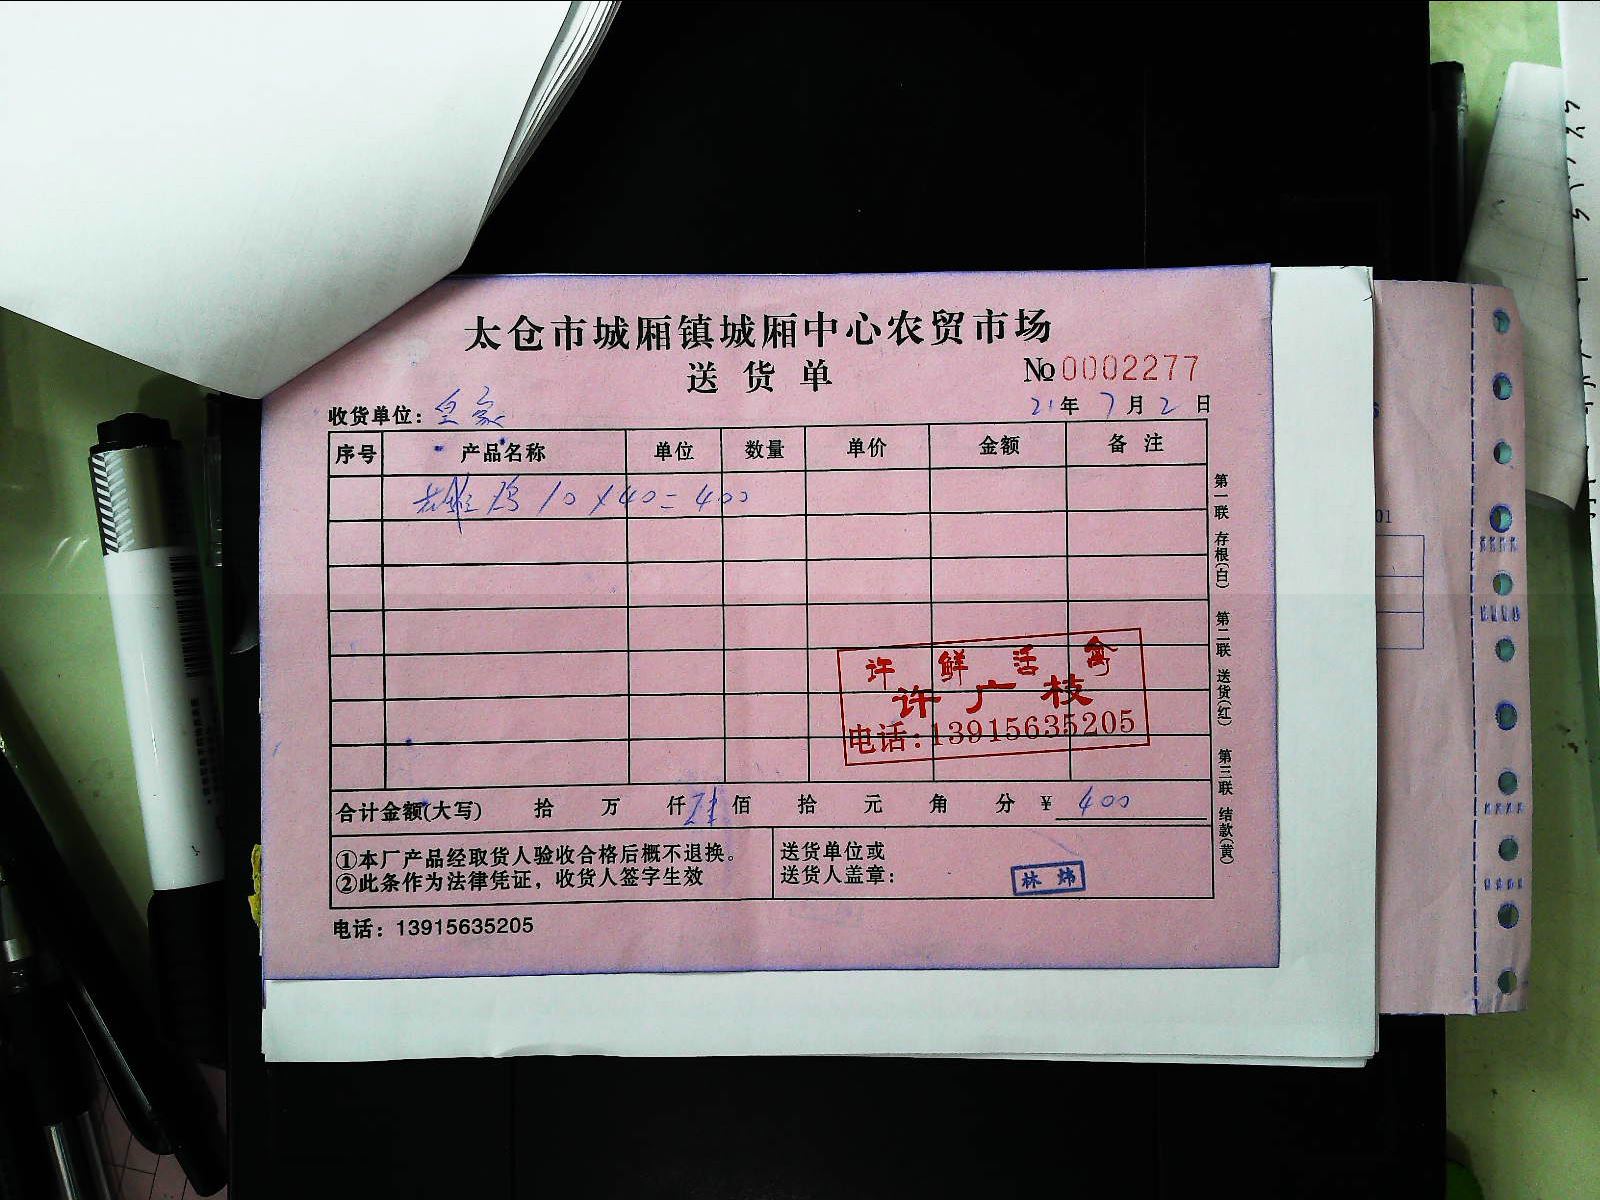 太仓市城厢镇城厢中心农贸市场
送货单
№0002277
收货单位：皇家
21年7月2日
序号 产品名称 单位 数量 单价 金额 备注
雄鸡 10×40=400
许鲜活禽
许广枝
电话:13915635205
合计金额(大写) 拾 万 仟 佰 拾 元 角 分 ¥ 400
①本厂产品经取货人验收合格后概不退换。
②此条作为法律凭证，收货人签字生效
送货单位或
送货人盖章：
林炜
电话：13915635205
第一联 存根(白) 第二联 送货(红) 第三联 结款(黄)
01